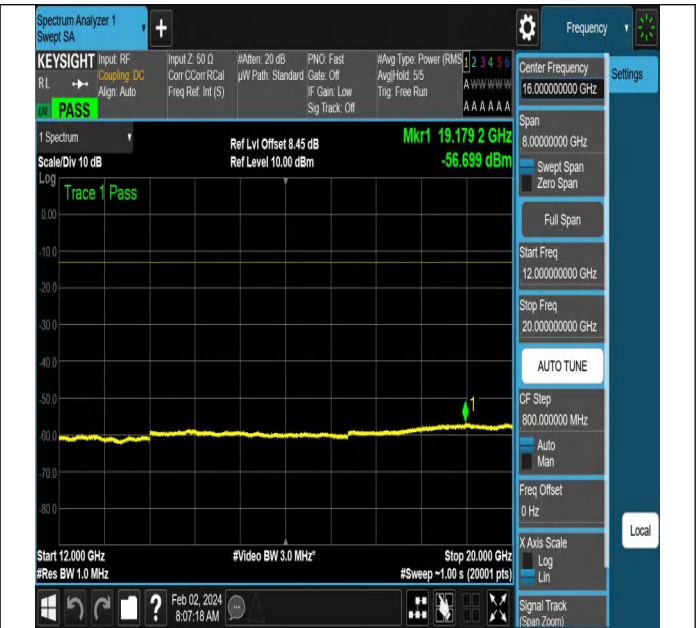 Spectrum Analyzer 1
Swept SA
+
Frequency
KEYSIGHT
RL
Align: Auto
Input: RF
Coupling: DC
Input Z: 50 Ω
Corr CCorr RCal
Freq Ref: Int (S)
#Atten: 20 dB
µW Path: Standard
PNO: Fast
Gate: Off
IF Gain: Low
Sig Track: Off
#Avg Type: Power (RMS)
Avg|Hold: 5/5
Trig: Free Run
1 2 3 4 5 6
A W W W W W
A A A A A A
PASS
1 Spectrum
Scale/Div 10 dB
Ref Lvl Offset 8.45 dB
Ref Level 10.00 dBm
Mkr1 19.179 2 GHz
-56.699 dBm
Log
Trace 1 Pass
0.00
-10.0
-20.0
-30.0
-40.0
-50.0
-60.0
-70.0
-80.0
1
Start 12.000 GHz
#Res BW 1.0 MHz
#Video BW 3.0 MHz*
Stop 20.000 GHz
#Sweep ~1.00 s (20001 pts)
Center Frequency
16.000000000 GHz
Settings
Span
8.00000000 GHz
Swept Span
Zero Span
Full Span
Start Freq
12.000000000 GHz
Stop Freq
20.000000000 GHz
AUTO TUNE
CF Step
800.000000 MHz
Auto
Man
Freq Offset
0 Hz
X Axis Scale
Log
Lin
Local
Signal Track
(Span Zoom)
?
Feb 02, 2024
8:07:18 AM